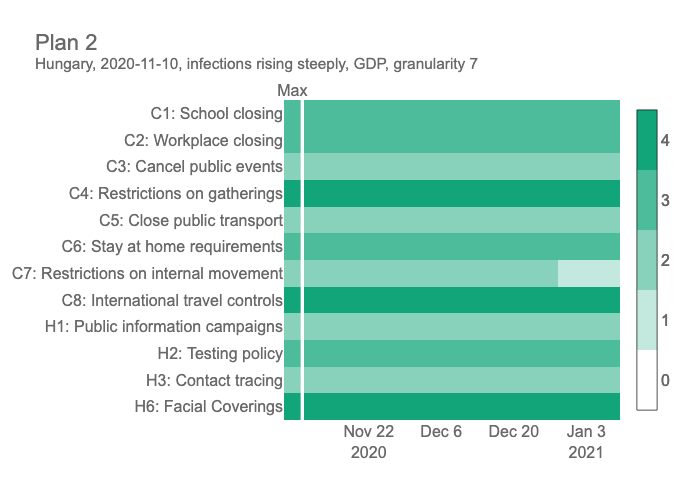 Plan 2
Hungary, 2020-11-10, infections rising steeply, GDP, granularity 7
Max
C1: School closing
C2: Workplace closing
C3: Cancel public events
C4: Restrictions on gatherings
C5: Close public transport
C6: Stay at home requirements
C7: Restrictions on internal movement
C8: International travel controls
H1: Public information campaigns
H2: Testing policy
H3: Contact tracing
H6: Facial Coverings
Nov 22 Dec 6 Dec 20 Jan 3
2020 2021
4
3
2
1
0